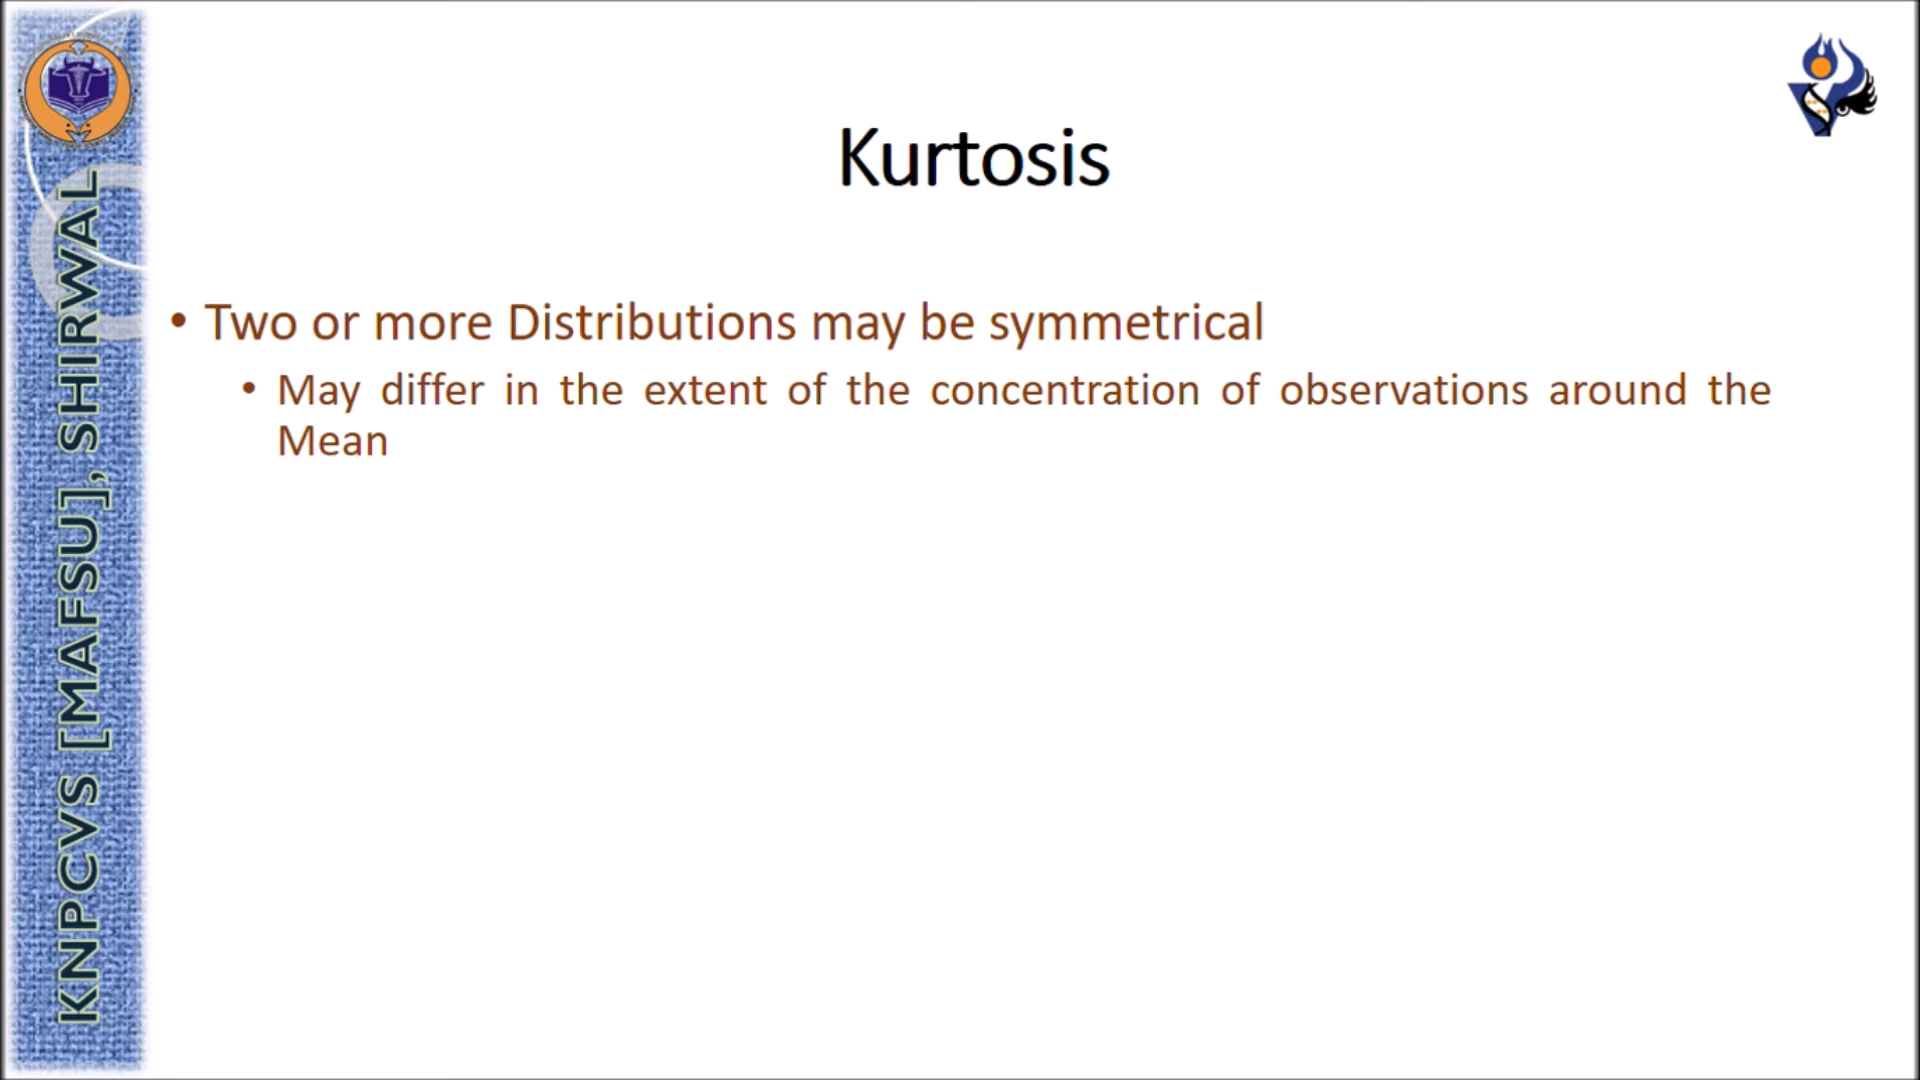 KNPCVS [MAFSU], SHIRWAL
Kurtosis
• Two or more Distributions may be symmetrical
• May differ in the extent of the concentration of observations around the
Mean